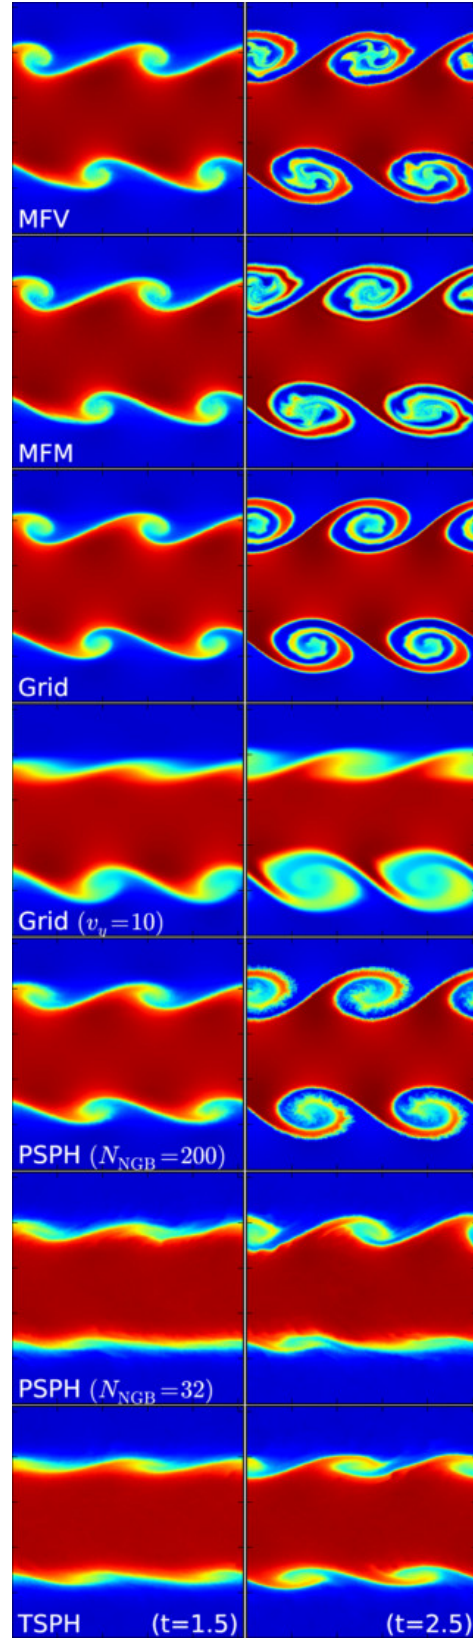 MFV
MFM
Grid
Grid (v_y=10)
PSPH (N_NGB=200)
PSPH (N_NGB=32)
TSPH (t=1.5) (t=2.5)